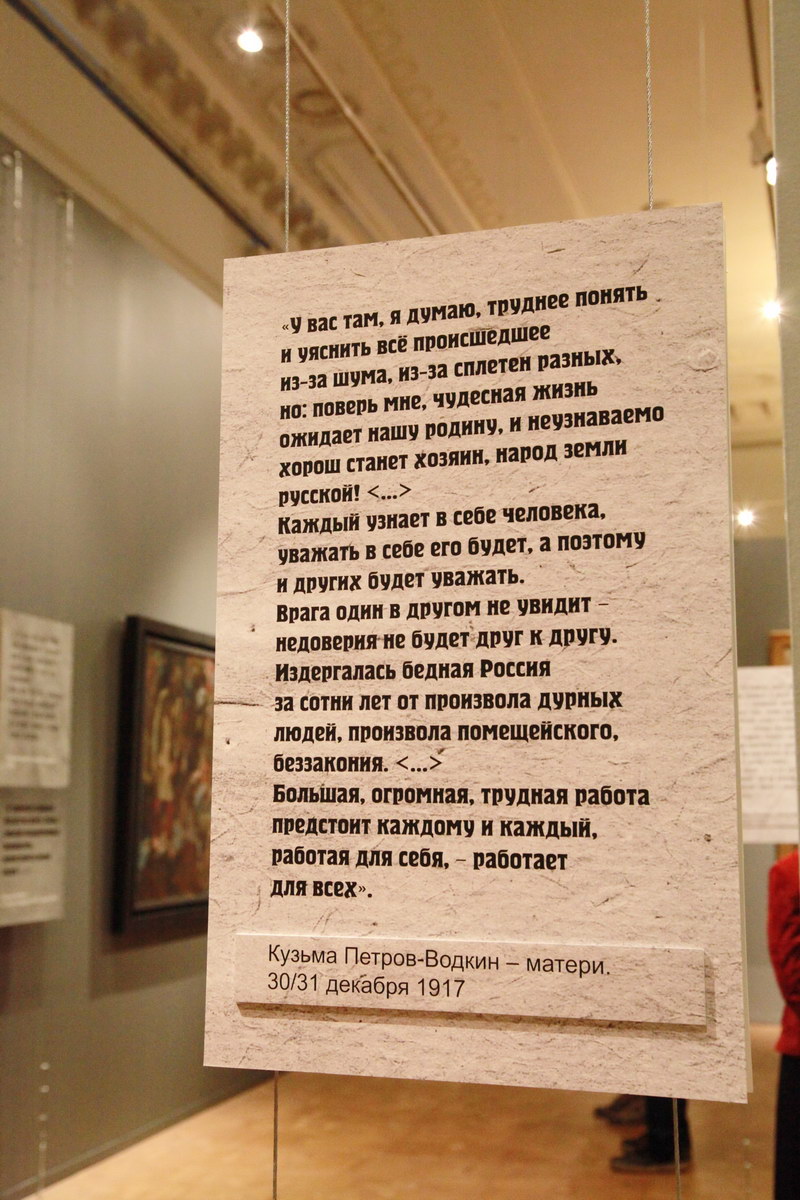 «У вас там, я думаю, труднее понять
и уяснить всё происшедшее
из-за шума, из-за сплетен разных,
но: поверь мне, чудесная жизнь
ожидает нашу родину, и неузнаваемо
хорош станет хозяин, народ земли
русской! <...>
Каждый узнает в себе человека,
уважать в себе его будет, а поэтому
и других будет уважать.
Врага один в другом не увидит –
недоверия не будет друг к другу.
Издергалась бедная Россия
за сотни лет от произвола дурных
людей, произвола помещейского,
беззакония. <...>
Большая, огромная, трудная работа
предстоит каждому и каждый,
работая для себя, – работает
для всех».
Кузьма Петров-Водкин – матери.
30/31 декабря 1917